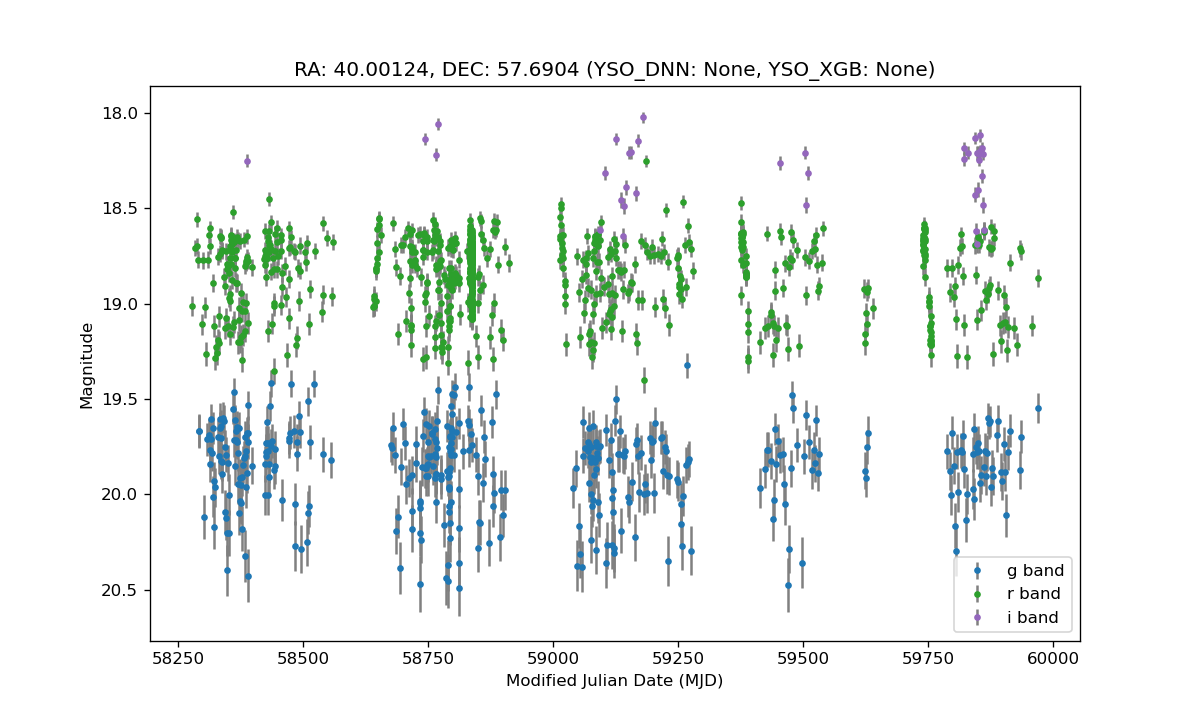 RA: 40.00124, DEC: 57.6904 (YSO_DNN: None, YSO_XGB: None)
18.0
18.5
19.0
19.5
20.0
20.5
Magnitude
g band
r band
i band
58250 58500 58750 59000 59250 59500 59750 60000
Modified Julian Date (MJD)